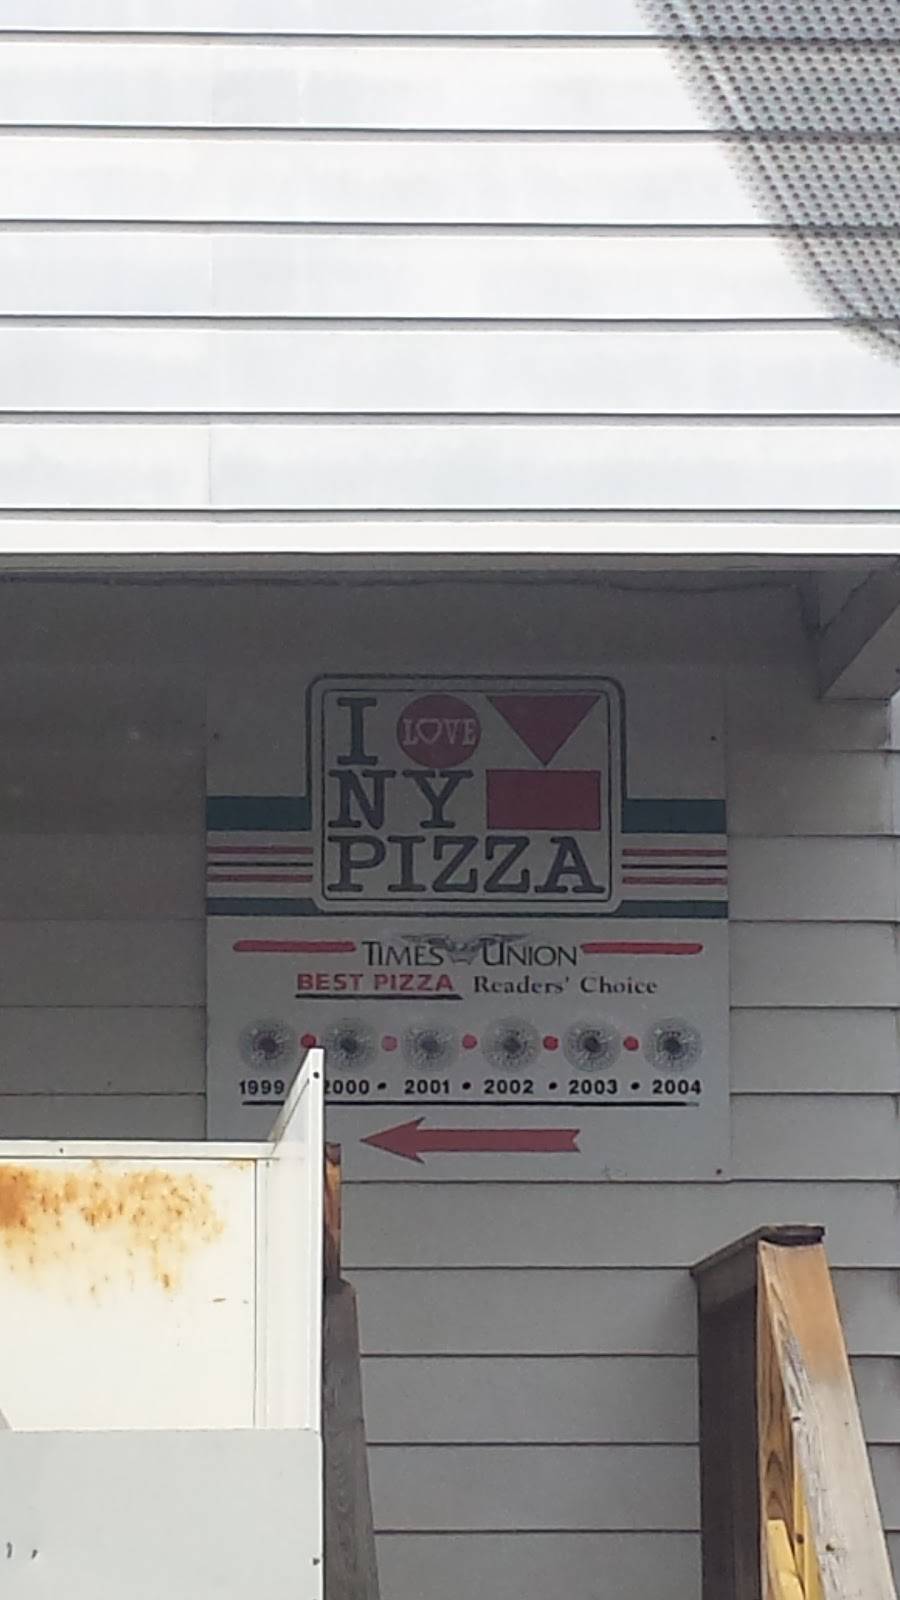 I LOVE
NY
PIZZA
TIMES UNION
BEST PIZZA Readers' Choice
1999 2000 • 2001 • 2002 • 2003 • 2004